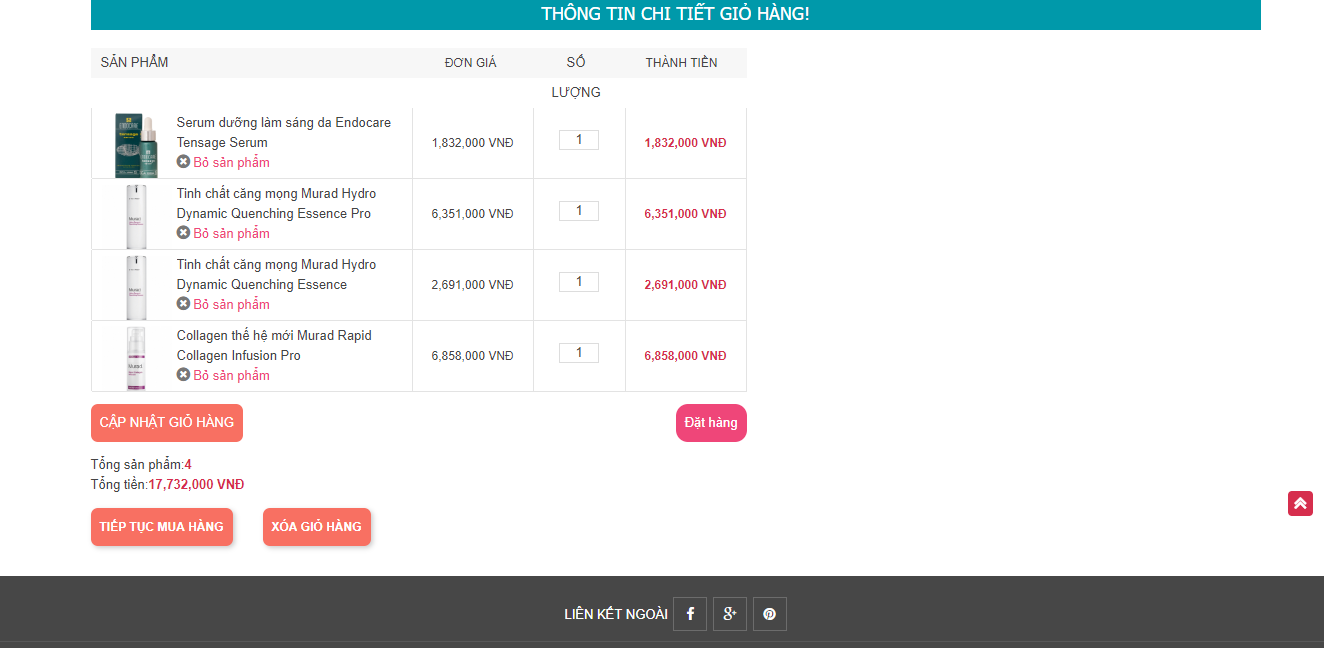 THÔNG TIN CHI TIẾT GIỎ HÀNG!
SẢN PHẨM ĐƠN GIÁ SỐ LƯỢNG THÀNH TIỀN
Serum dưỡng làm sáng da Endocare
Tensage Serum
Bỏ sản phẩm
1,832,000 VNĐ 1 1,832,000 VNĐ
Tinh chất căng mọng Murad Hydro
Dynamic Quenching Essence Pro
Bỏ sản phẩm
6,351,000 VNĐ 1 6,351,000 VNĐ
Tinh chất căng mọng Murad Hydro
Dynamic Quenching Essence
Bỏ sản phẩm
2,691,000 VNĐ 1 2,691,000 VNĐ
Collagen thế hệ mới Murad Rapid
Collagen Infusion Pro
Bỏ sản phẩm
6,858,000 VNĐ 1 6,858,000 VNĐ
CẬP NHẬT GIỎ HÀNG Đặt hàng
Tổng sản phẩm:4
Tổng tiền:17,732,000 VNĐ
TIẾP TỤC MUA HÀNG XÓA GIỎ HÀNG
LIÊN KẾT NGOÀI